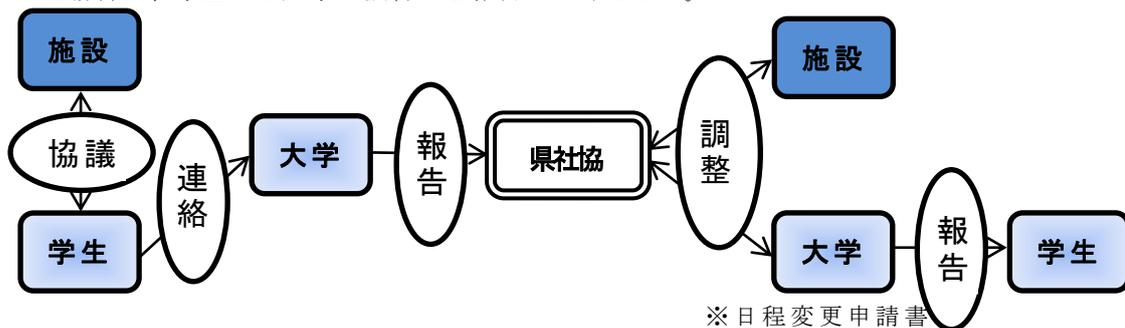 施設
協議
学生
連絡
大学
報告
県社協
調整
施設
大学
報告
学生
※日程変更申請書